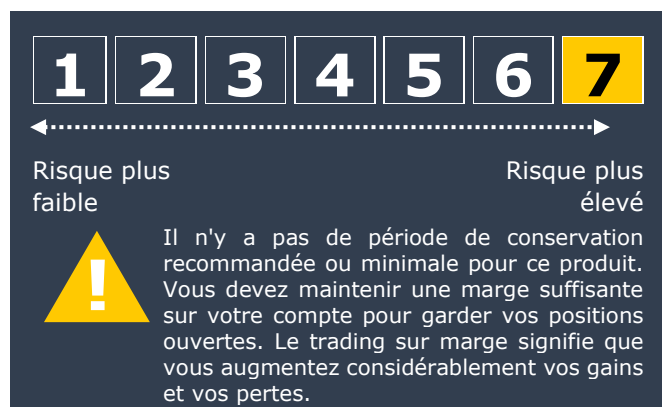 1 2 3 4 5 6 7
Risque plus faible
Risque plus élevé
!
Il n'y a pas de période de conservation
recommandée ou minimale pour ce produit.
Vous devez maintenir une marge suffisante
sur votre compte pour garder vos positions
ouvertes. Le trading sur marge signifie que
vous augmentez considérablement vos gains
et vos pertes.